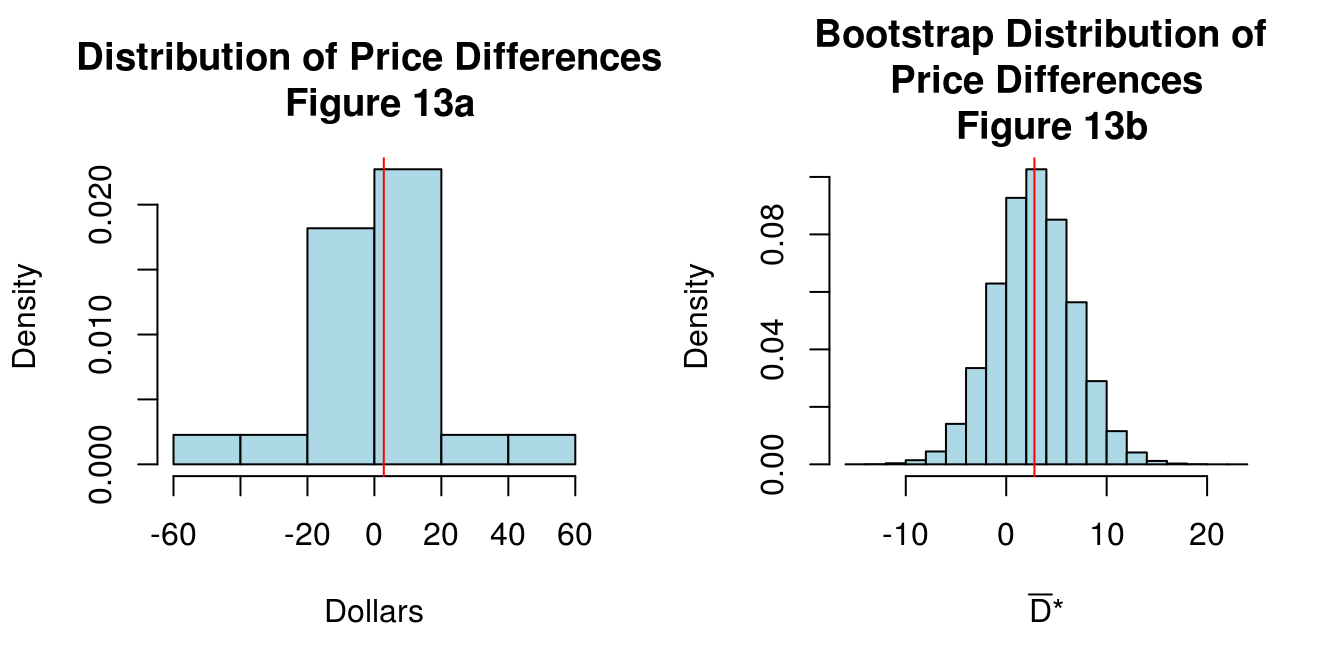 Distribution of Price Differences
Figure 13a
Density
0.000
0.010
0.020
-60
-20
0
20
40
60
Dollars
Bootstrap Distribution of
Price Differences
Figure 13b
Density
0.00
0.04
0.08
-10
0
10
20
D̅*